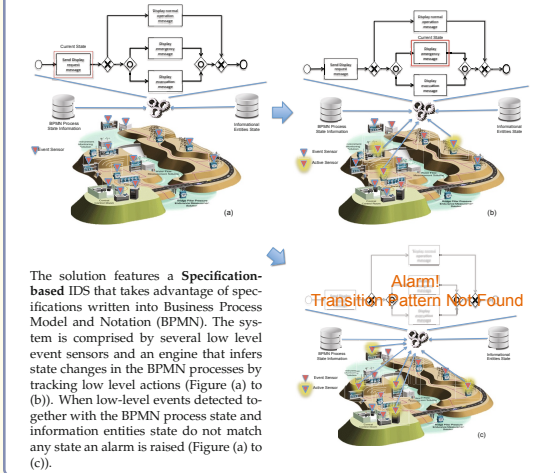 Display normal
operation
message
Current State
Send Display
request
message
Display
emergency
message
Display
evacuation
message
BPMN Process
State Information
Informational
Entities State
Event Sensor
(a)
Display normal
operation
message
Current State
Send Display
request
message
Display
emergency
message
Display
evacuation
message
BPMN Process
State Information
Informational
Entities State
Event Sensor
Active Sensor
(b)
The solution features a Specification-
based IDS that takes advantage of spec-
ifications written into Business Process
Model and Notation (BPMN). The sys-
tem is comprised by several low level
event sensors and an engine that infers
state changes in the BPMN processes by
tracking low level actions (Figure (a) to
(b)). When low-level events detected to-
gether with the BPMN process state and
information entities state do not match
any state an alarm is raised (Figure (a) to
(c)).
Display normal
operation
message
Alarm!
Transition Pattern Not Found
BPMN Process
State Information
Informational
Entities State
Event Sensor
Active Sensor
(c)